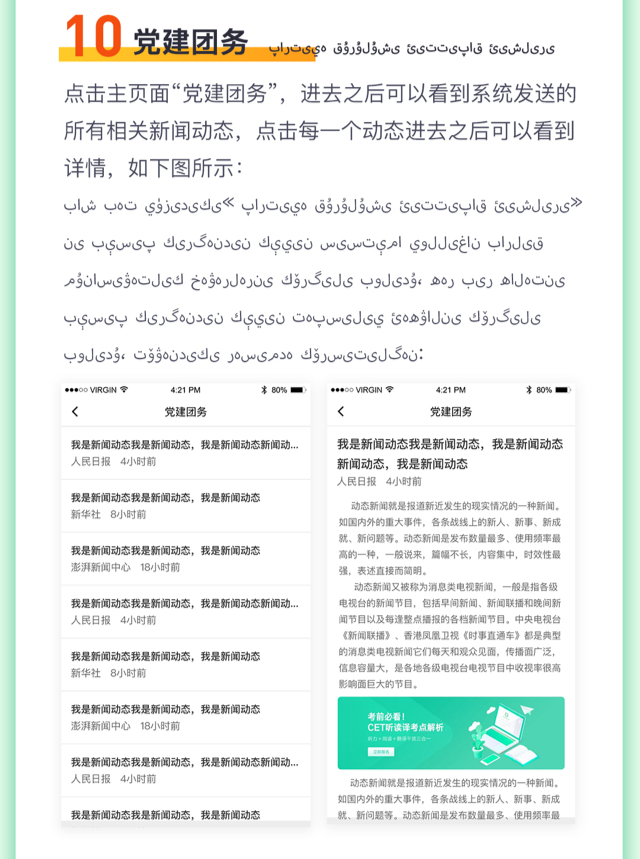 10 党建团务 پارتىيە قۇرۇلۇشى ئىتتىپاق ئىشلىرى
点击主页面“党建团务”，进去之后可以看到系统发送的
所有相关新闻动态，点击每一个动态进去之后可以看到
详情，如下图所示：
باش بەت يۈزىدىكى« پارتىيە قۇرۇلۇشى ئىتتىپاق ئىشلىرى»
نى بېسىپ كىرگەندىن كېيىن سىستېما يوللىغان بارلىق
مۇناسىۋەتلىك خەۋەرلەرنى كۆرگىلى بولىدۇ، ھەر بىر ھالەتنى
بېسىپ كىرگەندىن كېيىن تەپسىلىي ئەھۋالنى كۆرگىلى
بولىدۇ، تۆۋەندىكى رەسىمدە كۆرسىتىلگەن:
VIRGIN 4:21 PM 80%
党建团务
我是新闻动态我是新闻动态，我是新闻动态新闻动...
人民日报 4小时前
我是新闻动态我是新闻动态，我是新闻动态
新华社 8小时前
我是新闻动态我是新闻动态，我是新闻动态
澎湃新闻中心 18小时前
我是新闻动态我是新闻动态，我是新闻动态新闻动...
人民日报 4小时前
我是新闻动态我是新闻动态，我是新闻动态
新华社 8小时前
我是新闻动态我是新闻动态，我是新闻动态
澎湃新闻中心 18小时前
我是新闻动态我是新闻动态，我是新闻动态新闻动...
人民日报 4小时前
我是新闻动态我是新闻动态，我是新闻动态
VIRGIN 4:21 PM 80%
党建团务
我是新闻动态我是新闻动态，我是新闻动态
新闻动态，我是新闻动态
人民日报 4小时前
动态新闻就是报道新近发生的现实情况的一种新闻。
如国内外的重大事件，各条战线上的新人、新事、新成
就、新问题等。动态新闻是发布数量最多、使用频率最
高的一种，一般说来，篇幅不长，内容集中，时效性最
强，表述直接而简明。
动态新闻又被称为消息类电视新闻，一般是指各级
电视台的新闻节目，包括早间新闻、新闻联播和晚间新
闻节目以及每逢整点播报的各档新闻节目。中央电视台
《新闻联播》、香港凤凰卫视《时事直通车》都是典型
的消息类电视新闻它们每天和观众见面，传播面广泛，
信息容量大，是各地各级电视台电视节目中收视率很高
影响面巨大的节目。
考前必看！
CET听读译考点解析
动态新闻就是报道新近发生的现实情况的一种新闻。
如国内外的重大事件，各条战线上的新人、新事、新成
就、新问题等。动态新闻是发布数量最多、使用频率最